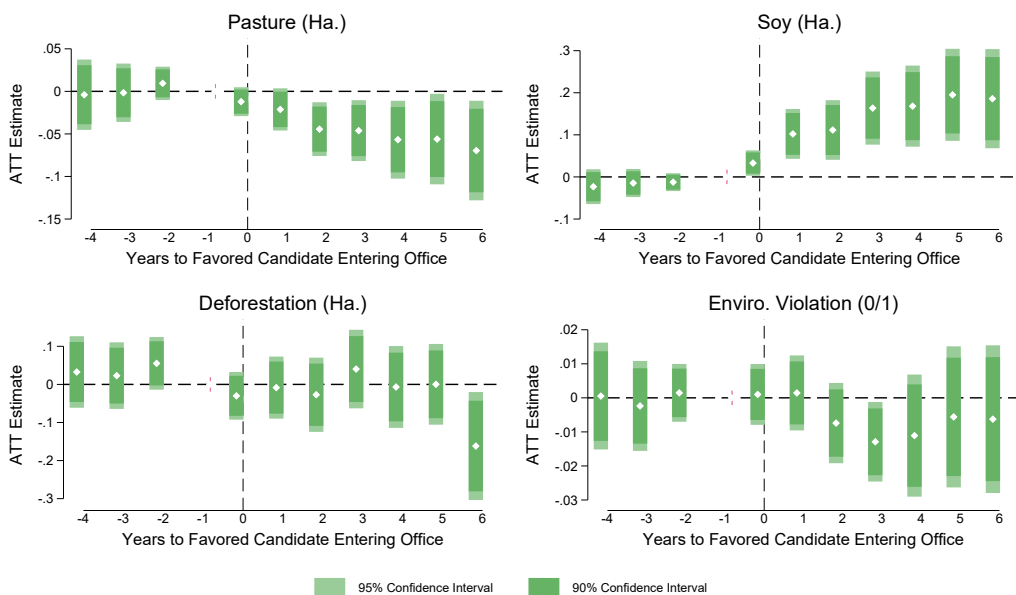 Pasture (Ha.)
.05
0
-.05
-.1
-.15
ATT Estimate
-4 -3 -2 -1 0 1 2 3 4 5 6
Years to Favored Candidate Entering Office
Soy (Ha.)
.3
.2
.1
0
-.1
ATT Estimate
-4 -3 -2 -1 0 1 2 3 4 5 6
Years to Favored Candidate Entering Office
Deforestation (Ha.)
.1
0
-.1
-.2
-.3
ATT Estimate
-4 -3 -2 -1 0 1 2 3 4 5 6
Years to Favored Candidate Entering Office
Enviro. Violation (0/1)
.02
.01
0
-.01
-.02
-.03
ATT Estimate
-4 -3 -2 -1 0 1 2 3 4 5 6
Years to Favored Candidate Entering Office
95% Confidence Interval 90% Confidence Interval